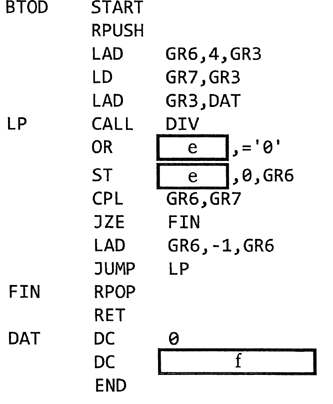 BTOD START
RPUSH
LAD GR6,4,GR3
LD GR7,GR3
LAD GR3,DAT
LP CALL DIV
OR e ,='0'
ST e ,0,GR6
CPL GR6,GR7
JZE FIN
LAD GR6,-1,GR6
JUMP LP
FIN RPOP
RET
DAT DC 0
DC f
END